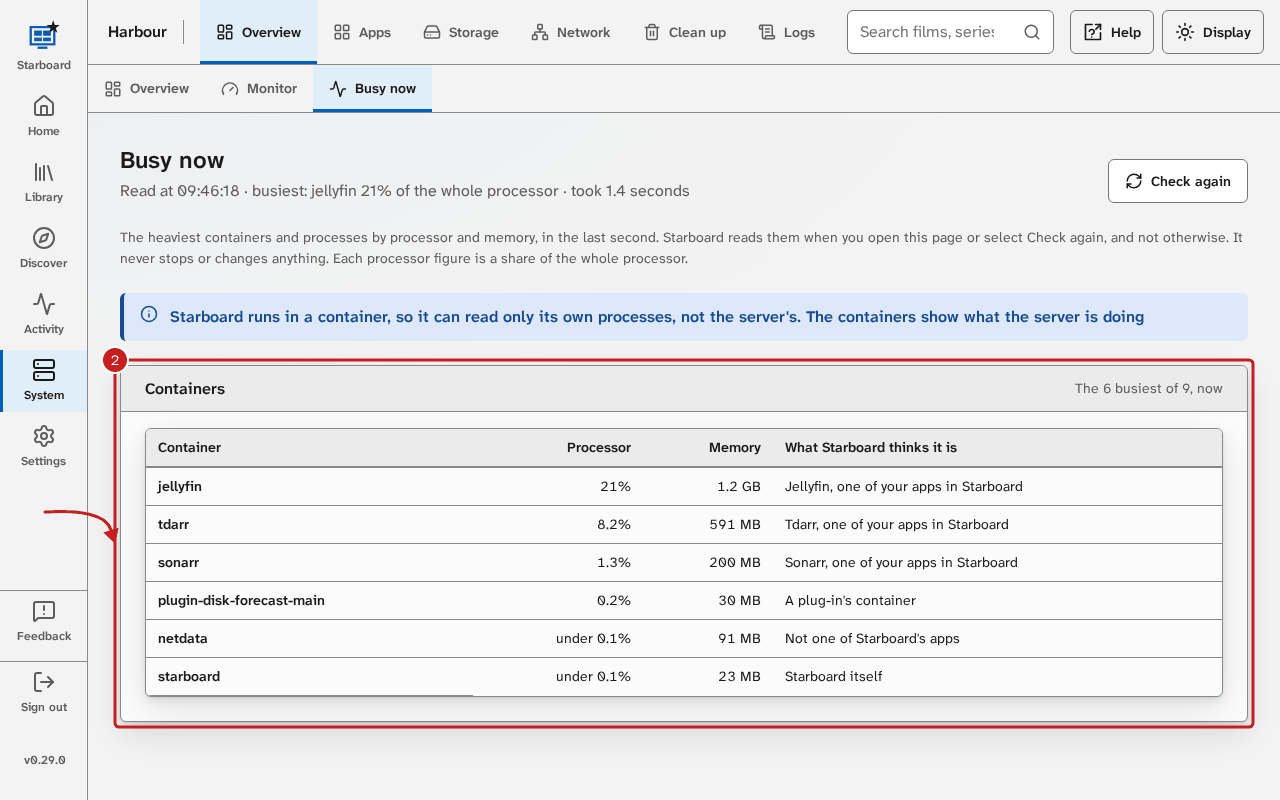 Starboard
Home
Library
Discover
Activity
System
Settings
Feedback
Sign out
v0.29.0
Harbour
Overview
Apps
Storage
Network
Clean up
Logs
Search films, series
Help
Display
Overview
Monitor
Busy now
Busy now
Read at 09:46:18 · busiest: jellyfin 21% of the whole processor · took 1.4 seconds
Check again
The heaviest containers and processes by processor and memory, in the last second. Starboard reads them when you open this page or select Check again, and not otherwise. It
never stops or changes anything. Each processor figure is a share of the whole processor.
Starboard runs in a container, so it can read only its own processes, not the server's. The containers show what the server is doing
2
Containers
The 6 busiest of 9, now
Container Processor Memory What Starboard thinks it is
jellyfin 21% 1.2 GB Jellyfin, one of your apps in Starboard
tdarr 8.2% 591 MB Tdarr, one of your apps in Starboard
sonarr 1.3% 200 MB Sonarr, one of your apps in Starboard
plugin-disk-forecast-main 0.2% 30 MB A plug-in's container
netdata under 0.1% 91 MB Not one of Starboard's apps
starboard under 0.1% 23 MB Starboard itself